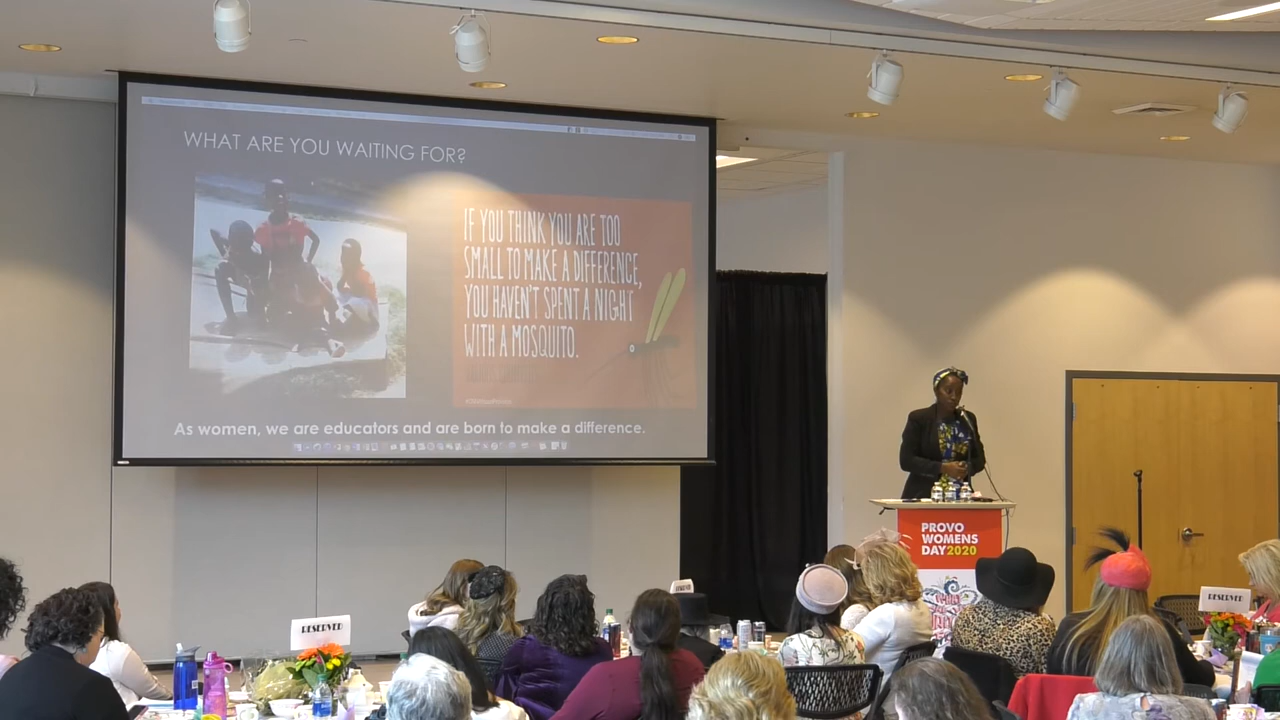 WHAT ARE YOU WAITING FOR?
IF YOU THINK YOU ARE TOO
SMALL TO MAKE A DIFFERENCE,
YOU HAVEN'T SPENT A NIGHT
WITH A MOSQUITO.
As women, we are educators and are born to make a difference.
PROVO
WOMENS
DAY2020
RESERVED
RESERVED